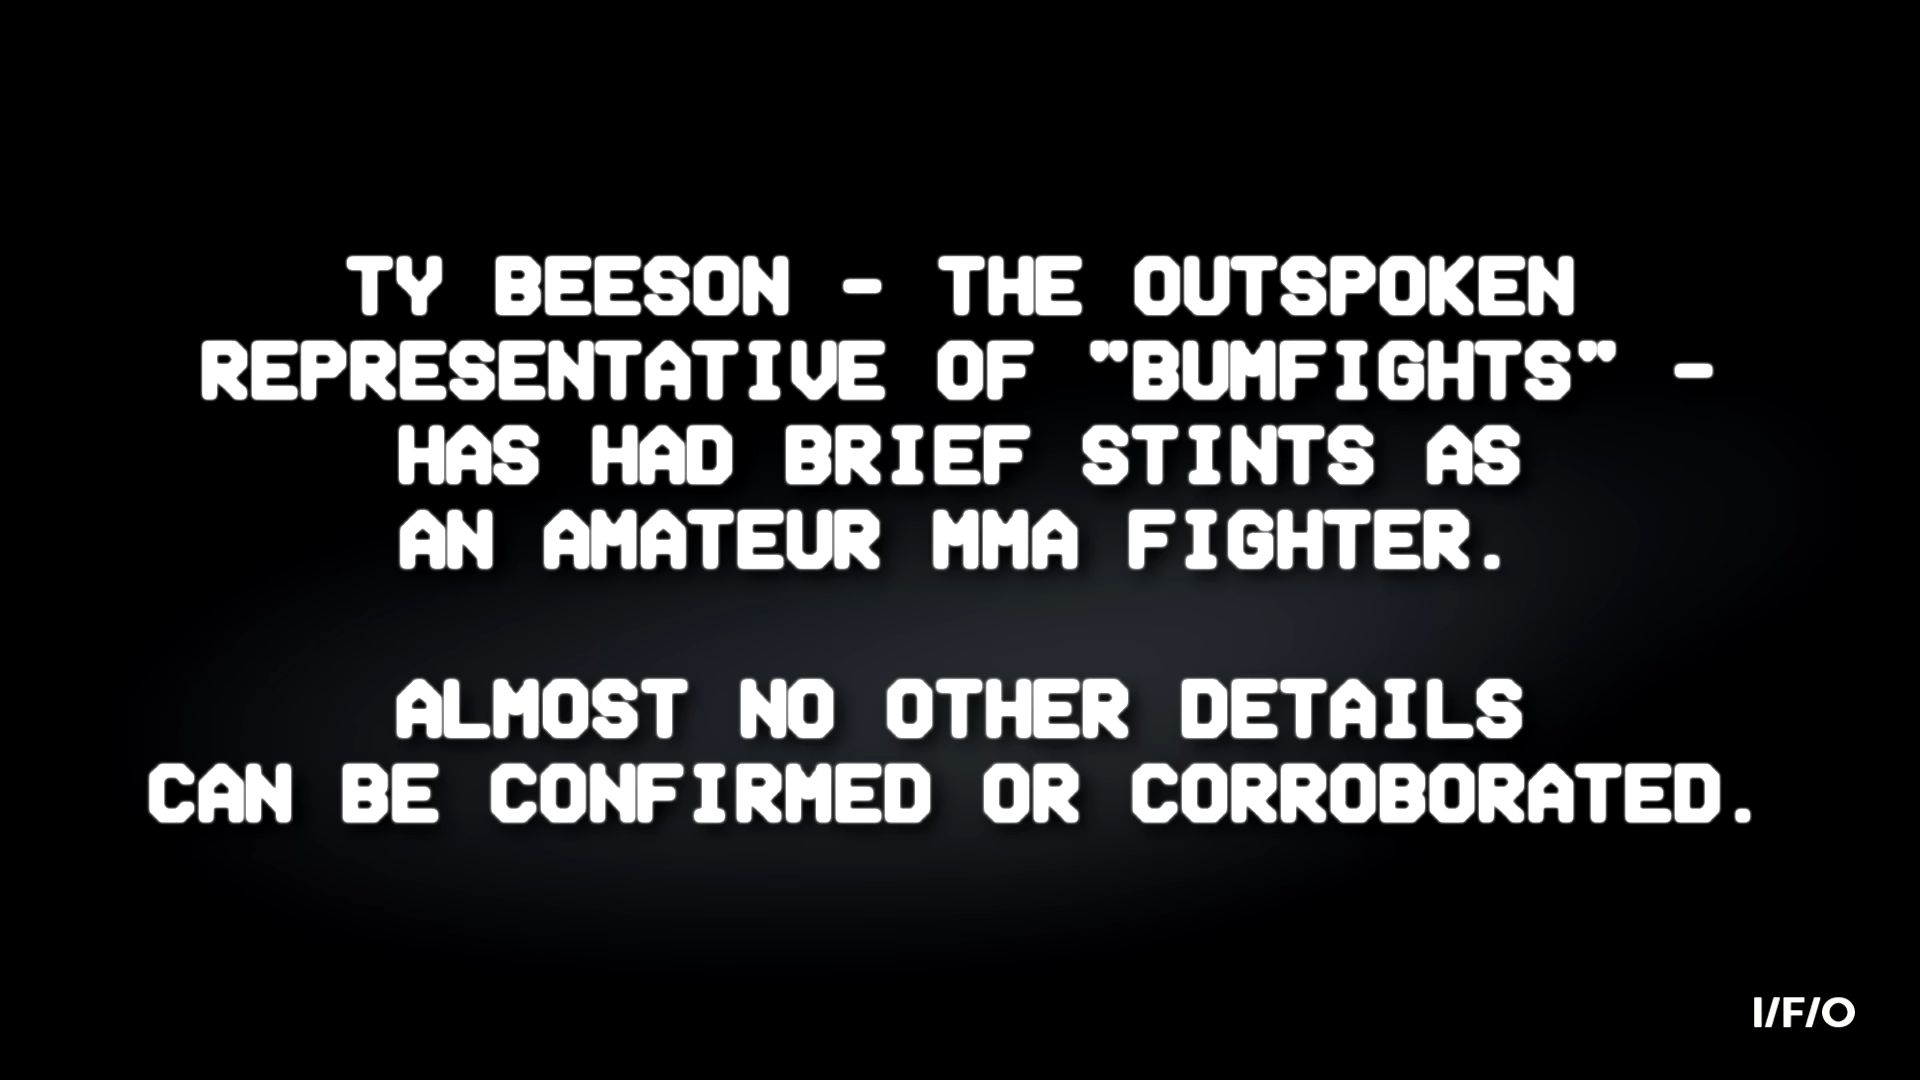 TY BEESON - THE OUTSPOKEN
REPRESENTATIVE OF "BUMFIGHTS" -
HAS HAD BRIEF STINTS AS
AN AMATEUR MMA FIGHTER.
ALMOST NO OTHER DETAILS
CAN BE CONFIRMED OR CORROBORATED.
I/F/O